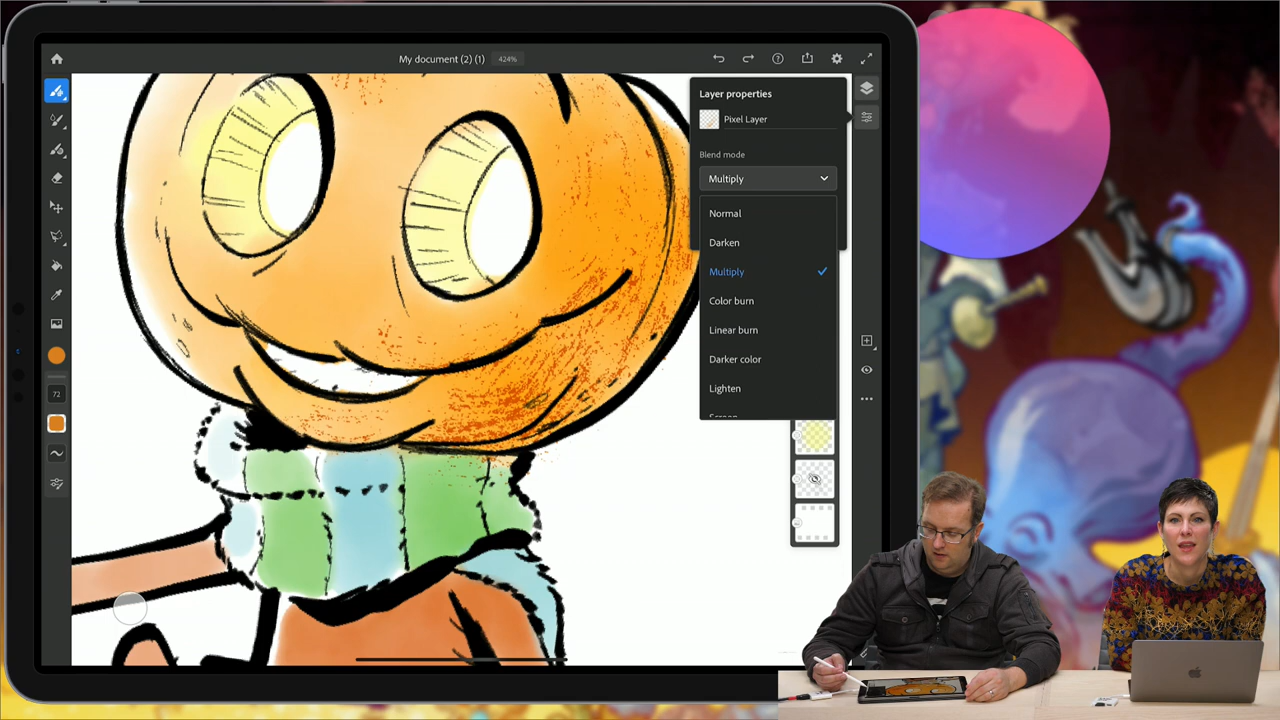 My document (2) (1) 424%
Layer properties
Pixel Layer
Blend mode
Multiply
Normal
Darken
Multiply
Color burn
Linear burn
Darker color
Lighten
Screen
72